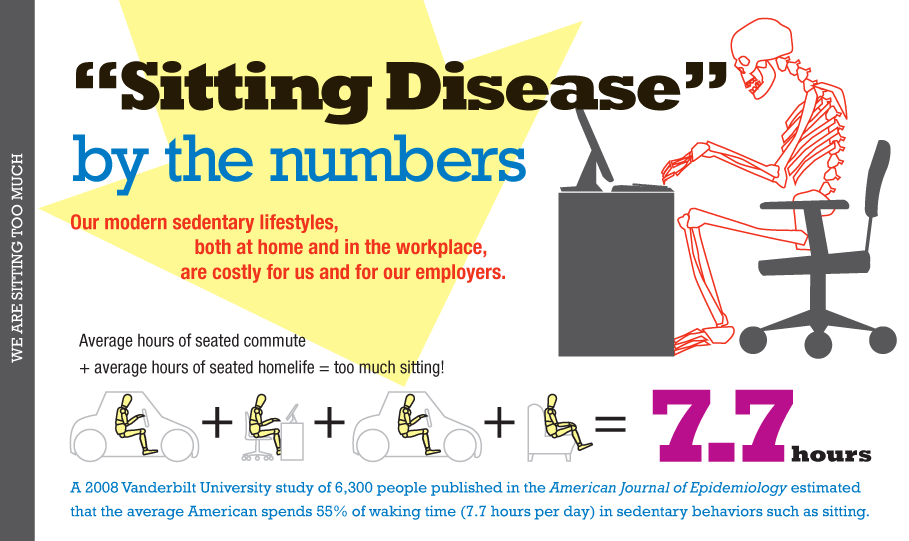 WE ARE SITTING TOO MUCH
“Sitting Disease”
by the numbers
Our modern sedentary lifestyles,
both at home and in the workplace,
are costly for us and for our employers.
Average hours of seated commute
+ average hours of seated homelife = too much sitting!
+ + + = 7.7 hours
A 2008 Vanderbilt University study of 6,300 people published in the American Journal of Epidemiology estimated
that the average American spends 55% of waking time (7.7 hours per day) in sedentary behaviors such as sitting.